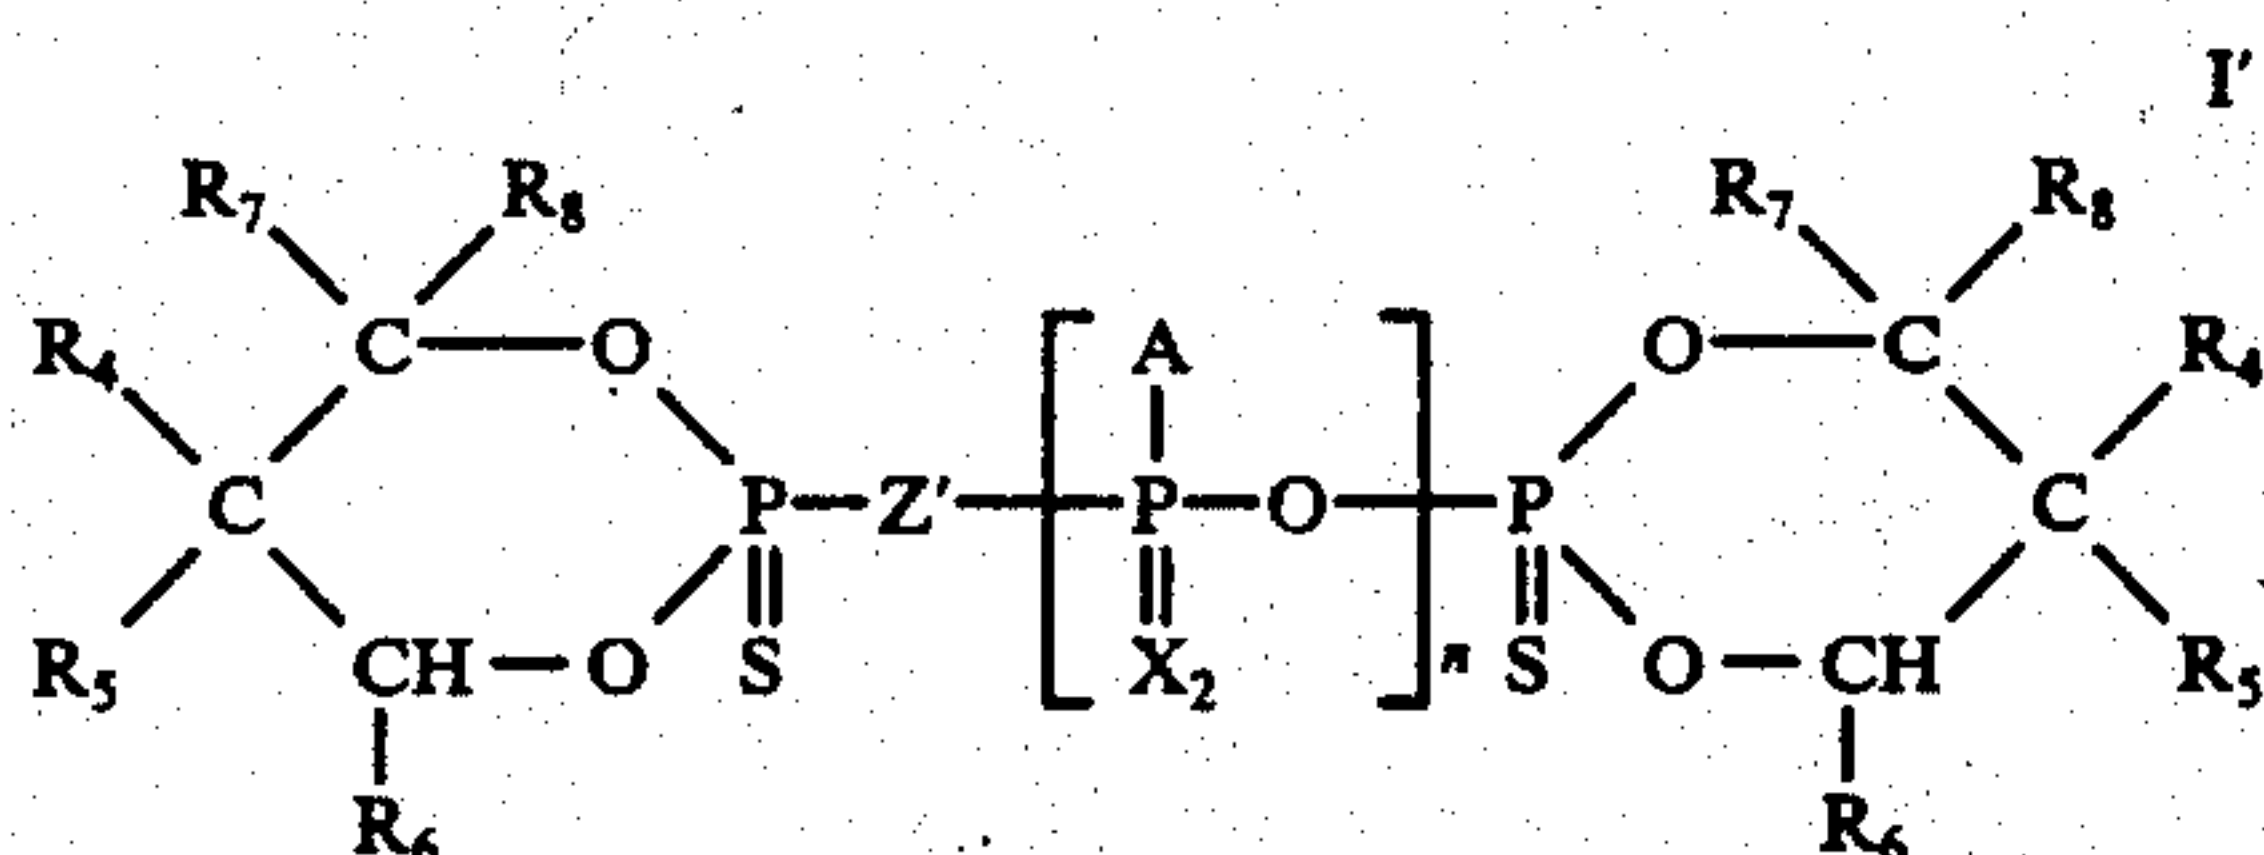 I'
R7 R8 R7 R8
R4 C O A O C R4
C P Z' P O P C
R5 CH O S X2 n S O CH R5
R6 R6